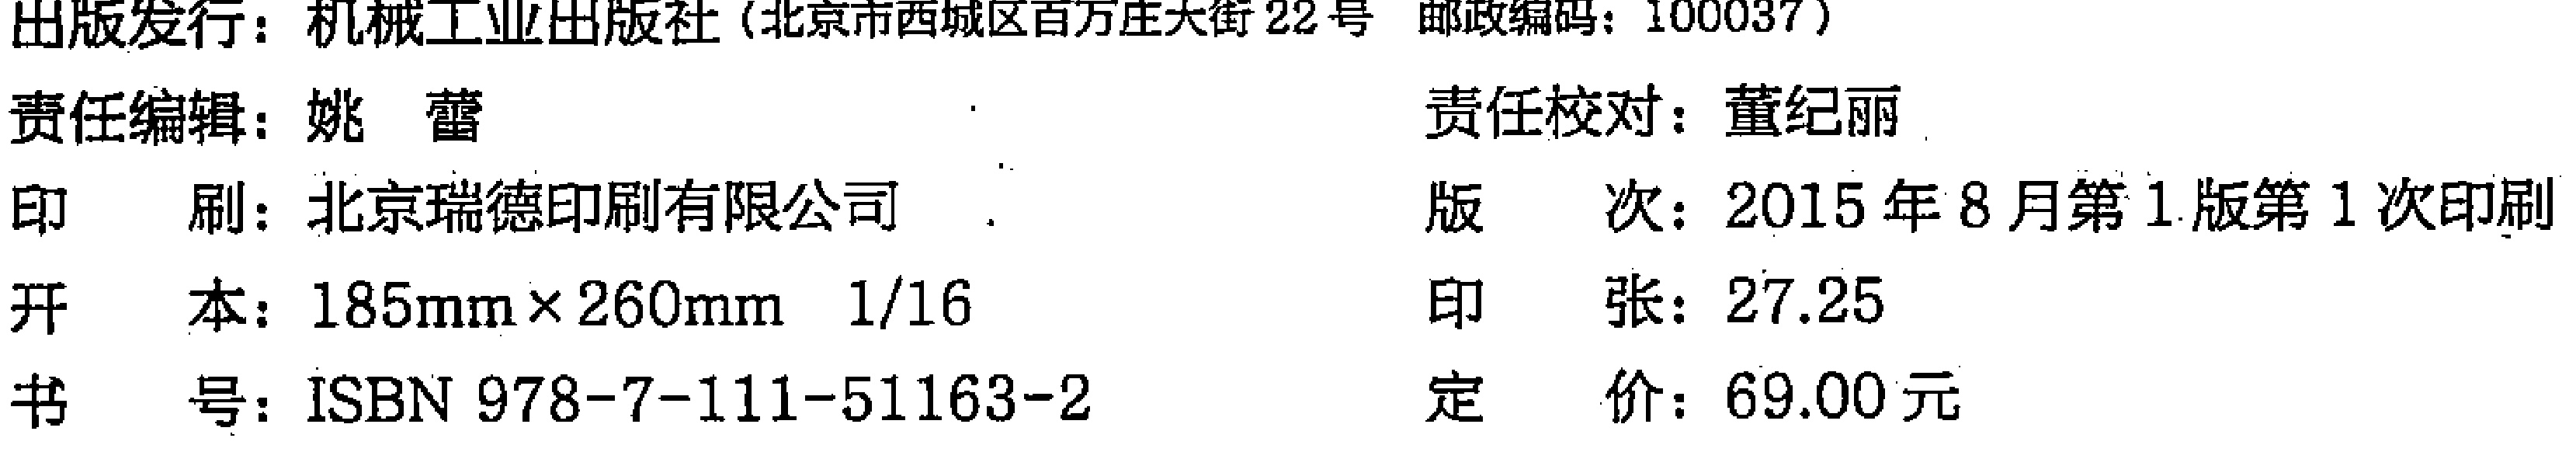 出版发行：机械工业出版社（北京市西城区百万庄大街 22 号 邮政编码：100037）
责任编辑：姚 蕾 责任校对：董纪丽
印 刷：北京瑞德印刷有限公司 版 次：2015 年 8 月第 1 版第 1 次印刷
开 本：185mm×260mm 1/16 印 张：27.25
书 号：ISBN 978-7-111-51163-2 定 价：69.00 元